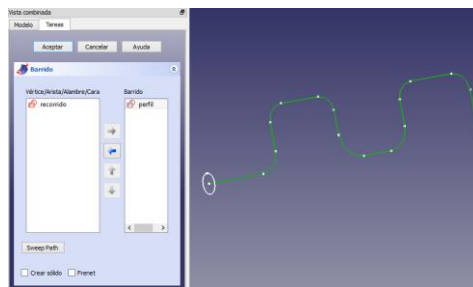 Vista combinada
Modelo Tareas
Aceptar Cancelar Ayuda
Barrido
Vértice/Arista/Alambre/Cara Barrido
recorrido perfil
Sweep Path
Crear sólido Frenet